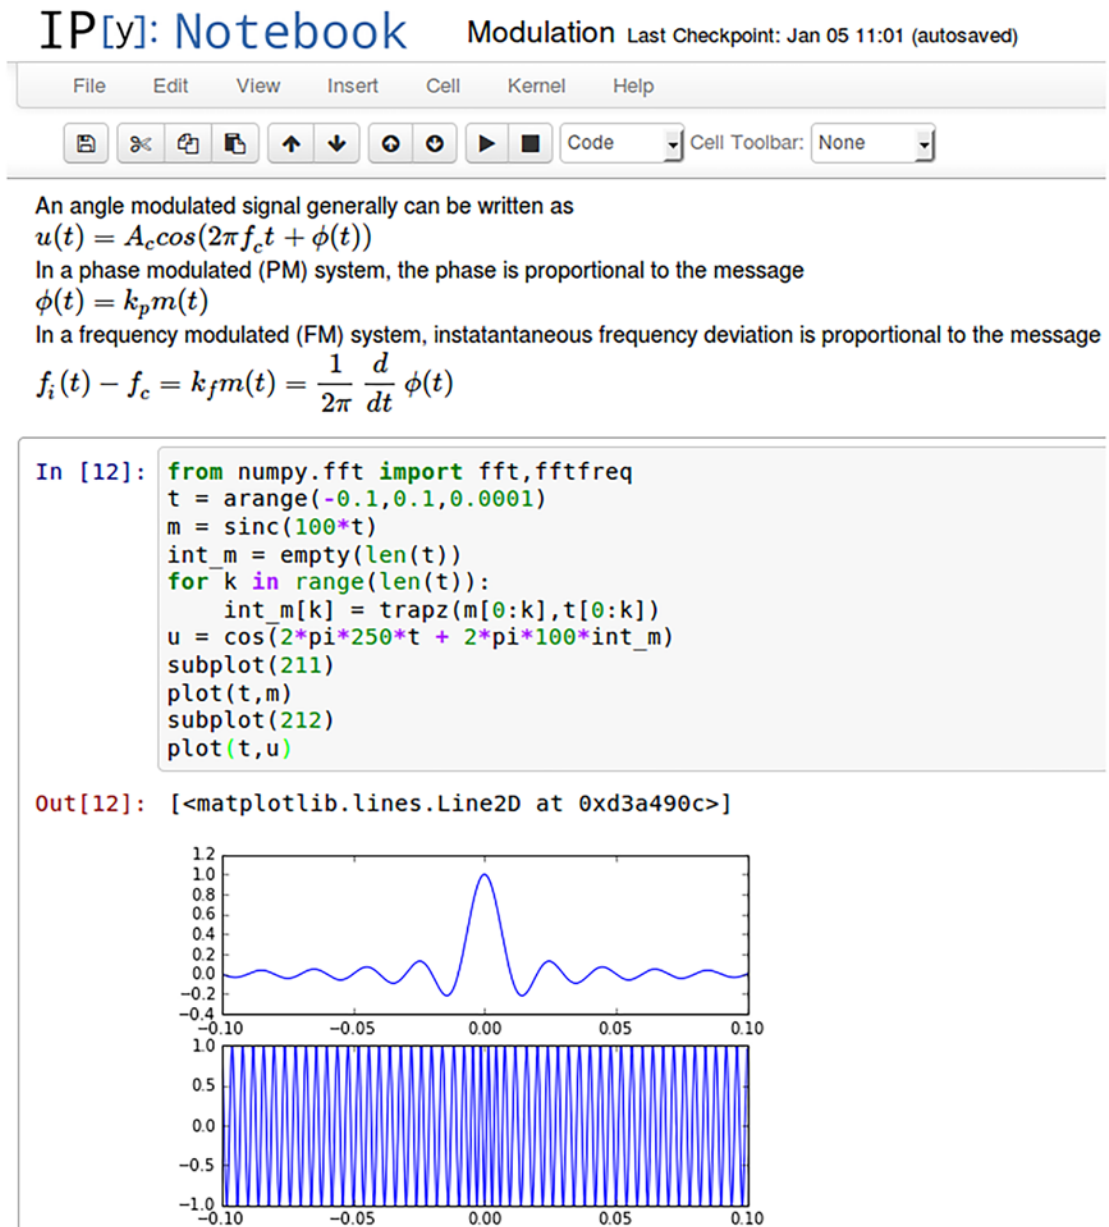 IP[y]: Notebook Modulation Last Checkpoint: Jan 05 11:01 (autosaved)
File Edit View Insert Cell Kernel Help
Code Cell Toolbar: None
An angle modulated signal generally can be written as
u(t) = A_c cos(2πf_c t + ϕ(t))
In a phase modulated (PM) system, the phase is proportional to the message
ϕ(t) = k_p m(t)
In a frequency modulated (FM) system, instatantaneous frequency deviation is proportional to the message
f_i(t) − f_c = k_f m(t) = 1/2π d/dt ϕ(t)
In [12]: from numpy.fft import fft,fftfreq
t = arange(-0.1,0.1,0.0001)
m = sinc(100*t)
int_m = empty(len(t))
for k in range(len(t)):
    int_m[k] = trapz(m[0:k],t[0:k])
u = cos(2*pi*250*t + 2*pi*100*int_m)
subplot(211)
plot(t,m)
subplot(212)
plot(t,u)
Out[12]: [<matplotlib.lines.Line2D at 0xd3a490c>]
1.2
1.0
0.8
0.6
0.4
0.2
0.0
−0.2
−0.4
−0.10 −0.05 0.00 0.05 0.10
1.0
0.5
0.0
−0.5
−1.0
−0.10 −0.05 0.00 0.05 0.10